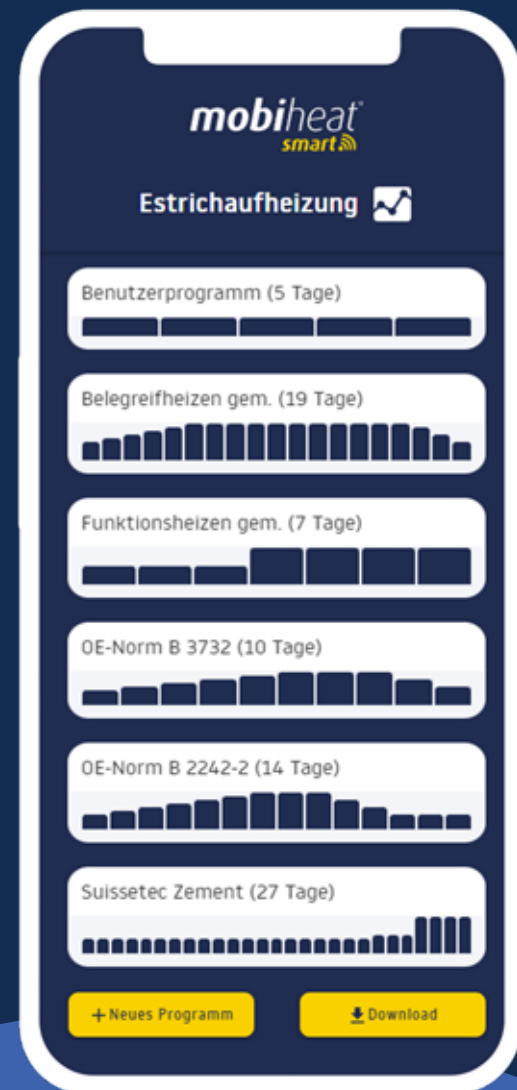 mobiheat
smart
Estrichaufheizung
Benutzerprogramm (5 Tage)
Belegreifheizen gem. (19 Tage)
Funktionsheizen gem. (7 Tage)
OE-Norm B 3732 (10 Tage)
OE-Norm B 2242-2 (14 Tage)
Suissetec Zement (27 Tage)
+Neues Programm
Download